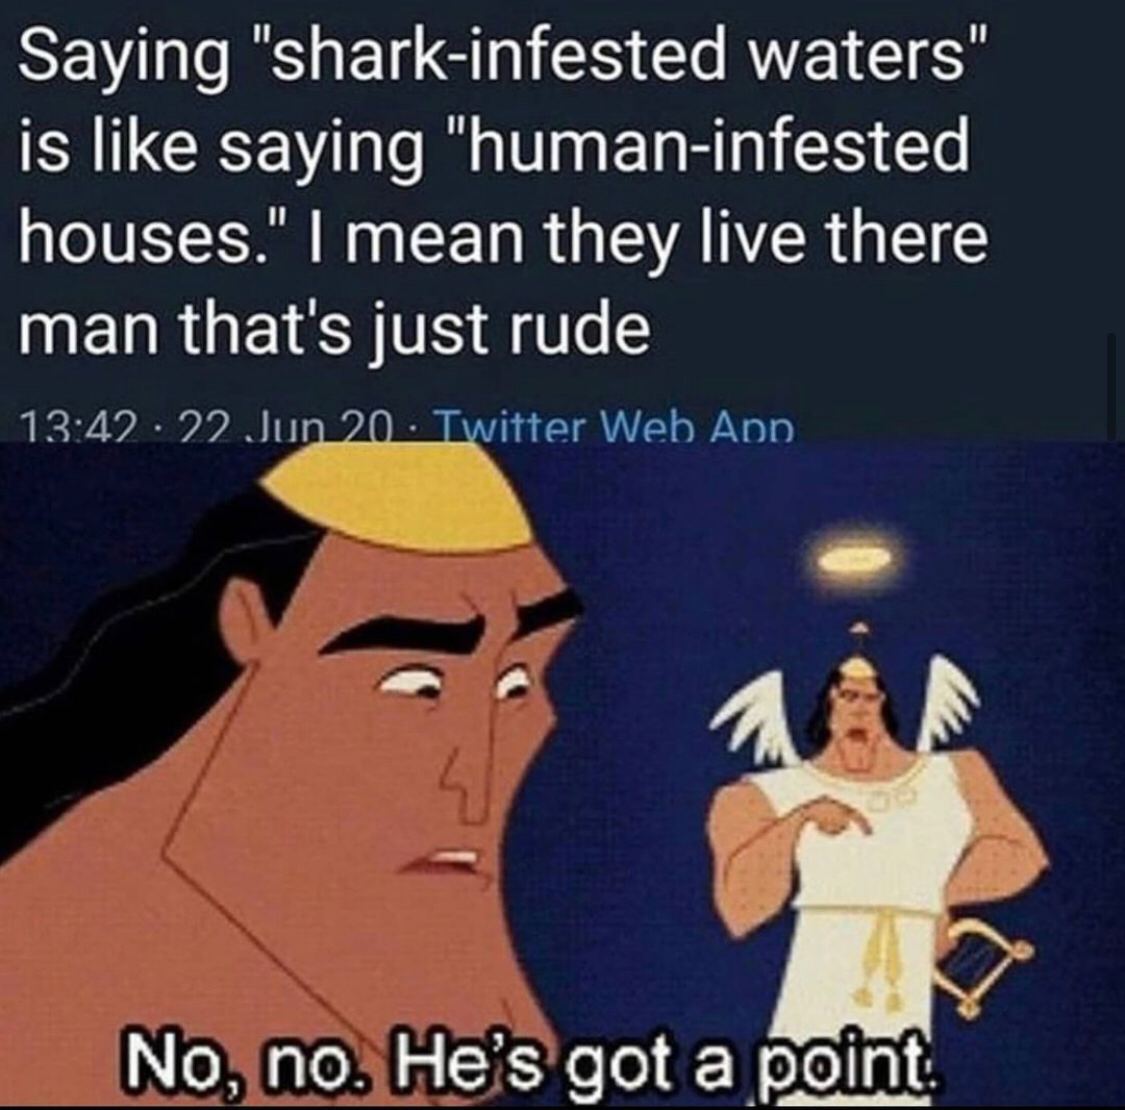 Saying "shark-infested waters"
is like saying "human-infested
houses." I mean they live there
man that's just rude
13:42 · 22 Jun 20 · Twitter Web App
No, no. He's got a point.